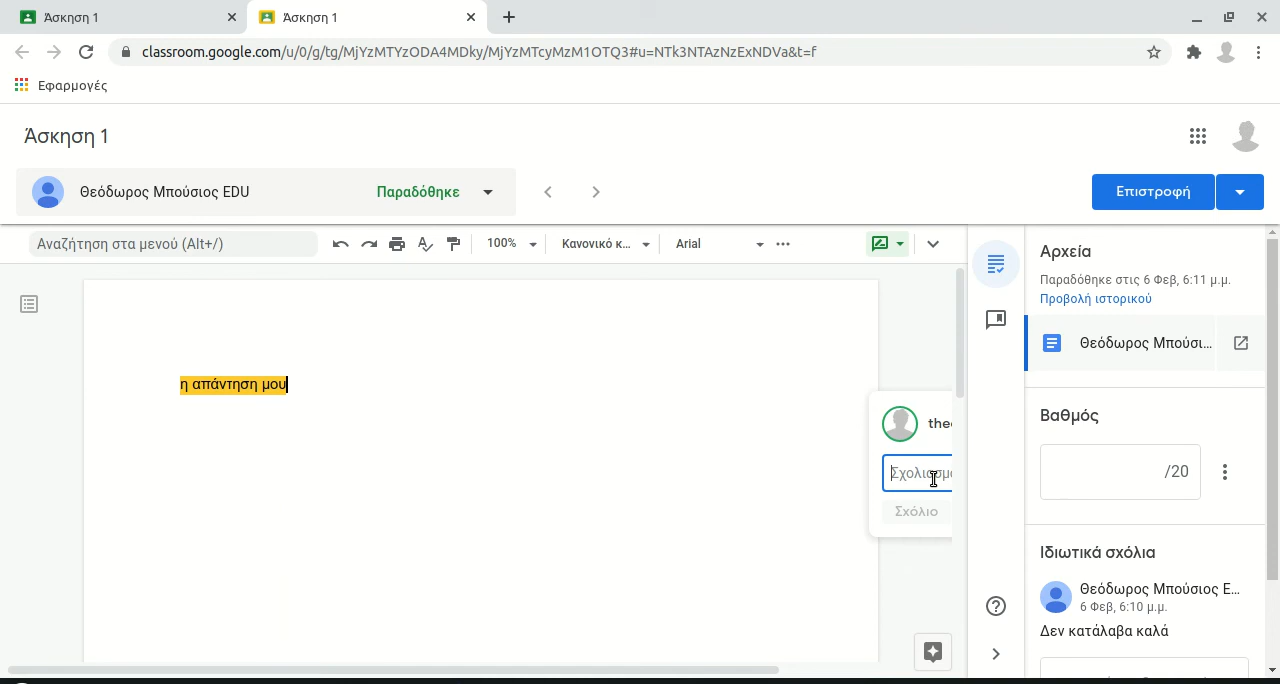 Άσκηση 1
Άσκηση 1
classroom.google.com/u/0/g/tg/MjYzMTYzODA4MDky/MjYzMTcyMzM1OTQ3#u=NTk3NTAzNzExNDVa&t=f
Εφαρμογές
Άσκηση 1
Θεόδωρος Μπούσιος EDU
Παραδόθηκε
Επιστροφή
Αναζήτηση στα μενού (Alt+/)
100%
Κανονικό κ...
Arial
η απάντηση μου
Σχόλιο
Αρχεία
Παραδόθηκε στις 6 Φεβ, 6:11 μ.μ.
Προβολή ιστορικού
Θεόδωρος Μπούσι...
Βαθμός
/20
Ιδιωτικά σχόλια
Θεόδωρος Μπούσιος E...
6 Φεβ, 6:10 μ.μ.
Δεν κατάλαβα καλά